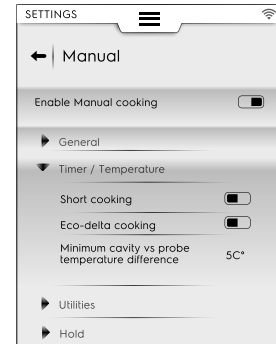 SETTINGS
Manual
Enable Manual cooking
General
Timer / Temperature
Short cooking
Eco-delta cooking
Minimum cavity vs probe
temperature difference
5C°
Utilities
Hold